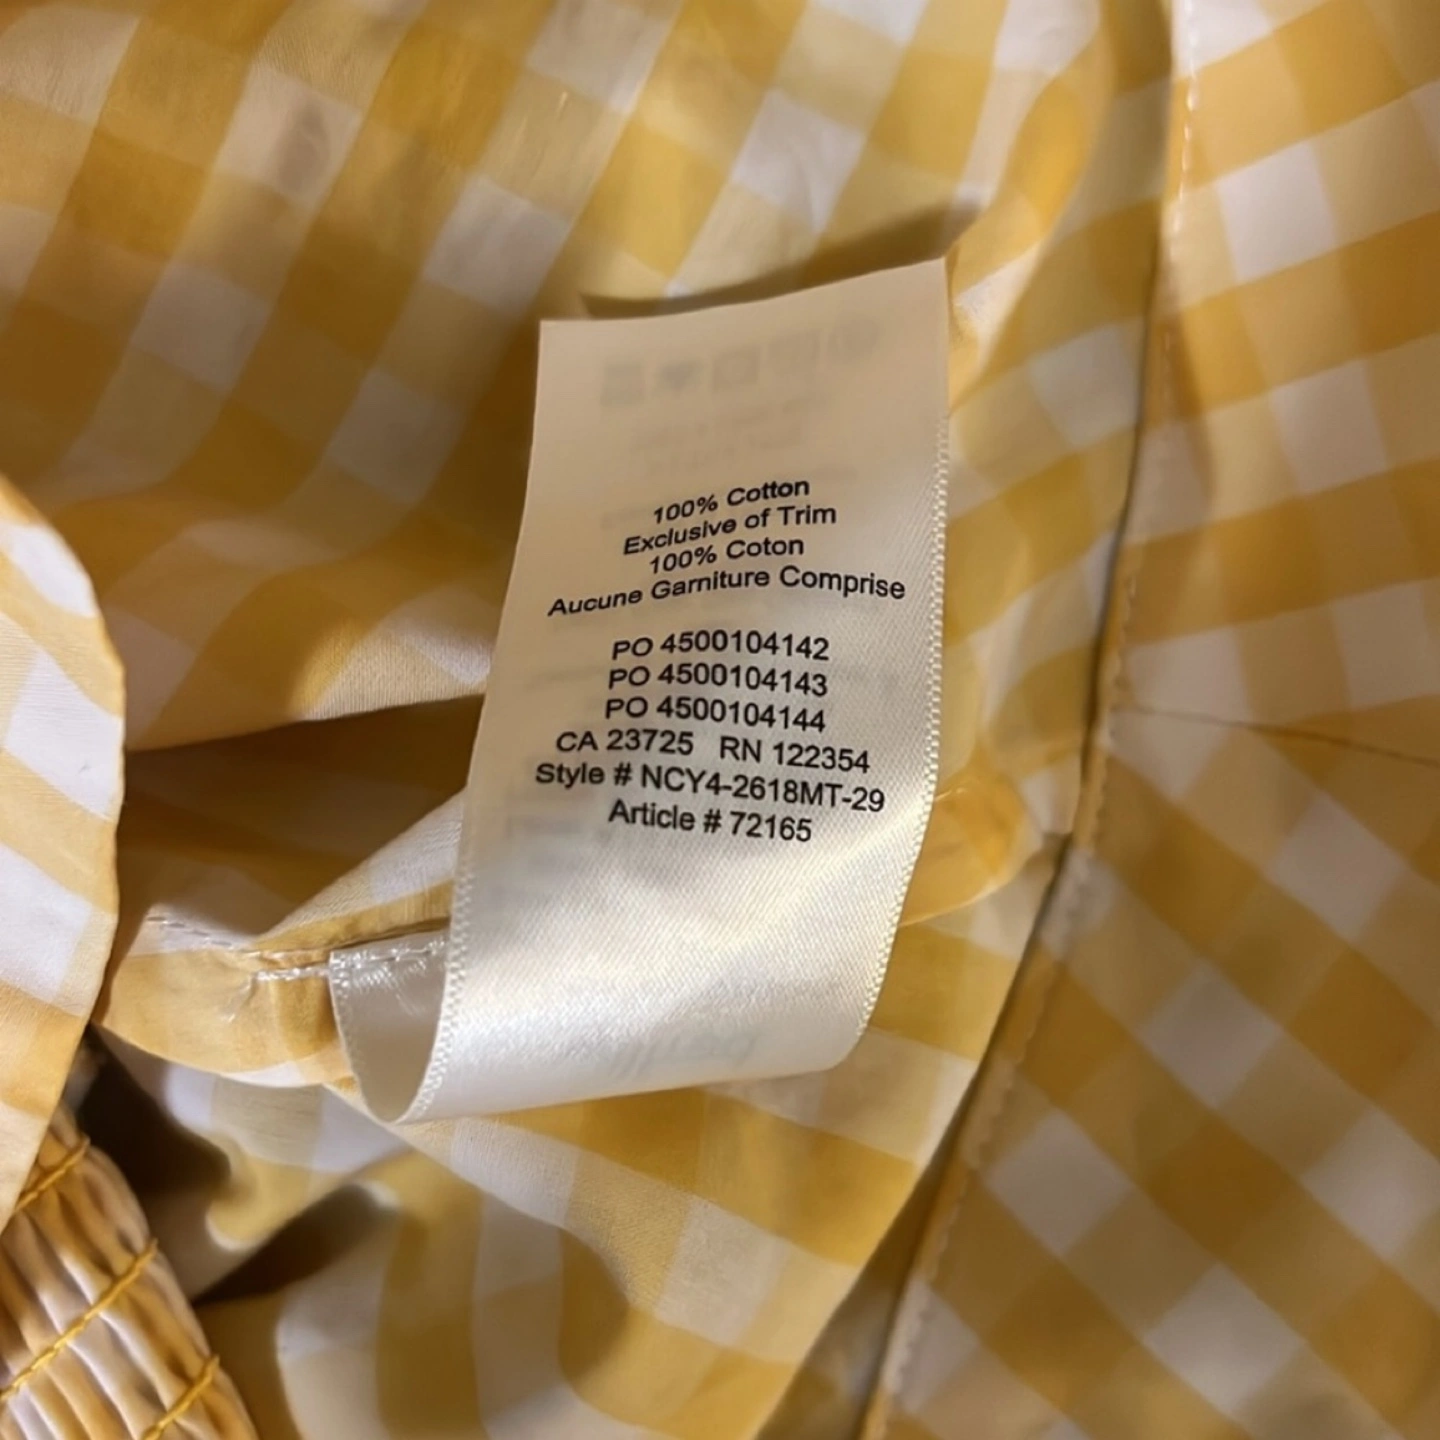 100% Cotton
Exclusive of Trim
100% Coton
Aucune Garniture Comprise
PO 4500104142
PO 4500104143
PO 4500104144
CA 23725 RN 122354
Style # NCY4-2618MT-29
Article # 72165